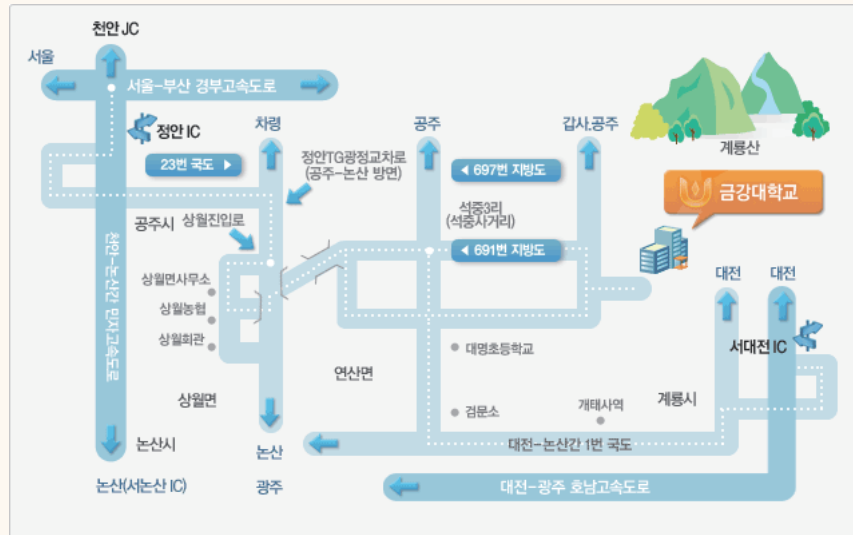 천안 JC
서울
서울-부산 경부고속도로
정안 IC
차령
공주
갑사,공주
계룡산
23번 국도
정안TG광정교차로
(공주-논산 방면)
697번 지방도
금강대학교
공주시
상월진입로
석중3리
(석중사거리)
691번 지방도
천안-논산간 민자고속도로
상월면사무소
상월농협
상월회관
대전
대전
서대전 IC
대명초등학교
연산면
상월면
계룡시
검문소
개태사역
논산시
논산
대전-논산간 1번 국도
논산(서논산 IC)
광주
대전-광주 호남고속도로